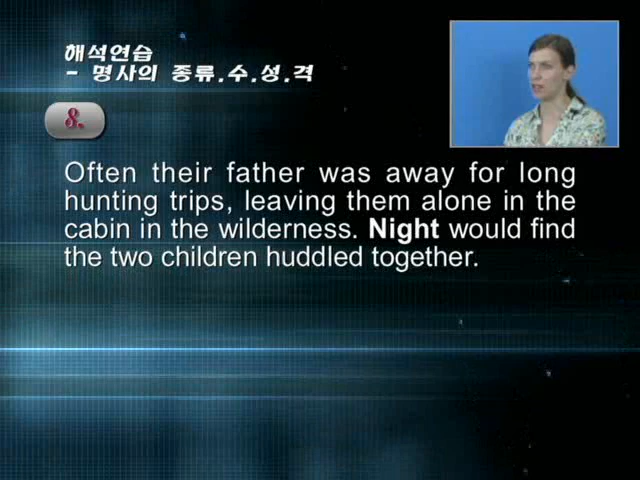 해석연습
- 명사의 종류.수.성.격
8.
Often their father was away for long
hunting trips, leaving them alone in the
cabin in the wilderness. Night would find
the two children huddled together.